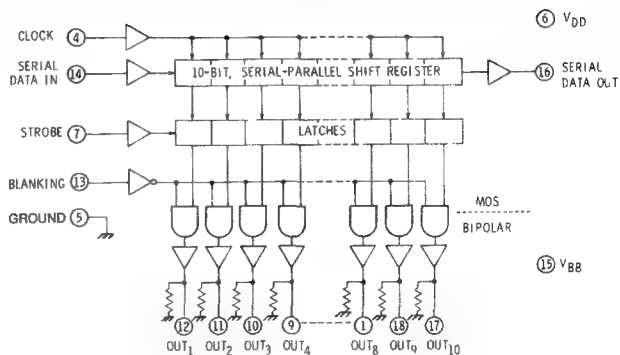 CLOCK 4
6 VDD
SERIAL DATA IN 14
10-BIT, SERIAL-PARALLEL SHIFT REGISTER
16 SERIAL DATA OUT
STROBE 7
LATCHES
BLANKING 13
GROUND 5
MOS
BIPOLAR
15 VBB
12 11 10 9 1 18 17
OUT1 OUT2 OUT3 OUT4 OUT8 OUT9 OUT10